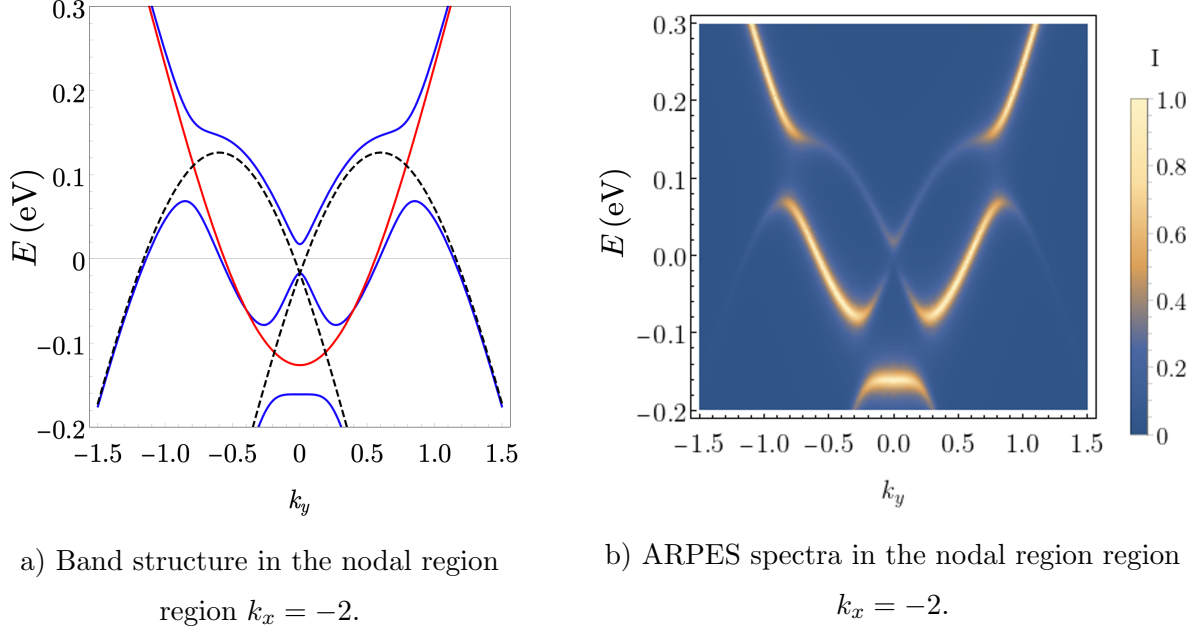 0.3
0.2
0.1
0
−0.1
−0.2
E (eV)
−1.5 −1.0 −0.5 0 0.5 1.0 1.5
k_y
a) Band structure in the nodal region
region k_x = −2.
0.3
0.2
0.1
0.0
−0.1
−0.2
E (eV)
−1.5 −1.0 −0.5 0.0 0.5 1.0 1.5
k_y
I
1.0
0.8
0.6
0.4
0.2
0
b) ARPES spectra in the nodal region region
k_x = −2.